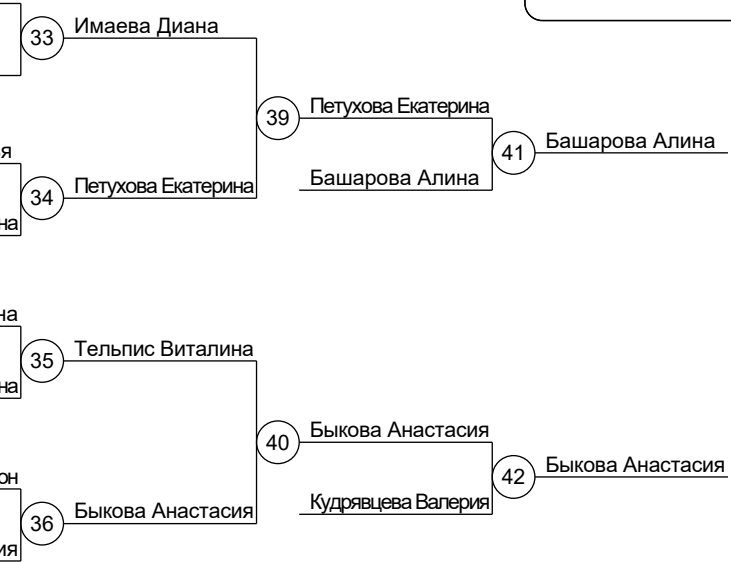 33 Имаева Диана
39 Петухова Екатерина
41 Башарова Алина
34 Петухова Екатерина
Башарова Алина
35 Тельпис Виталина
40 Быкова Анастасия
42 Быкова Анастасия
Кудрявцева Валерия
36 Быкова Анастасия